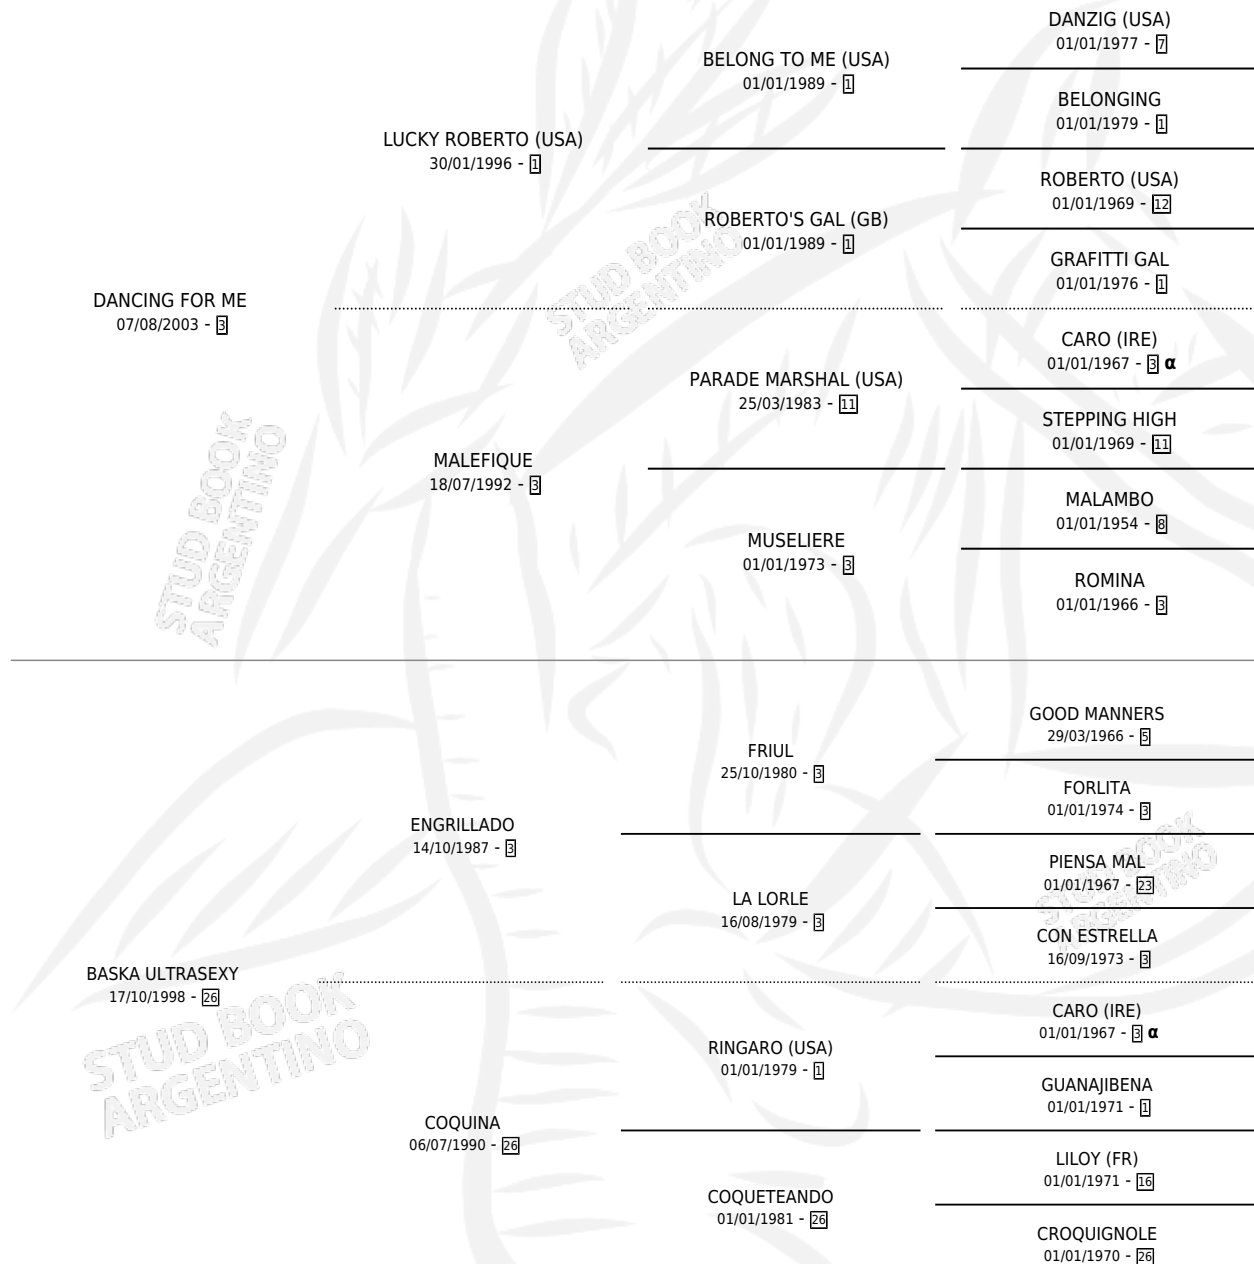 DANZIG (USA)
01/01/1977 - 7
BELONG TO ME (USA)
01/01/1989 - 1
BELONGING
01/01/1979 - 1
LUCKY ROBERTO (USA)
30/01/1996 - 1
ROBERTO (USA)
01/01/1969 - 12
ROBERTO'S GAL (GB)
01/01/1989 - 1
GRAFITTI GAL
01/01/1976 - 1
STUD BOOK
ARGENTINO
DANCING FOR ME
07/08/2003 - 3
CARO (IRE)
01/01/1967 - 3 α
PARADE MARSHAL (USA)
25/03/1983 - 11
STEPPING HIGH
01/01/1969 - 11
MALEFIQUE
18/07/1992 - 3
MALAMBO
01/01/1954 - 8
MUSELIERE
01/01/1973 - 3
ROMINA
01/01/1966 - 3
STUD BOOK
ARGENTINO
GOOD MANNERS
29/03/1966 - 5
FRIUL
25/10/1980 - 3
FORLITA
01/01/1974 - 3
ENGRILLADO
14/10/1987 - 3
PIENSA MAL
01/01/1967 - 23
LA LORLE
16/08/1979 - 3
CON ESTRELLA
16/09/1973 - 3
STUD BOOK
ARGENTINO
BASKA ULTRASEXY
17/10/1998 - 26
CARO (IRE)
01/01/1967 - 3 α
RINGARO (USA)
01/01/1979 - 1
GUANAJIBENA
01/01/1971 - 1
STUD BOOK
ARGENTINO
COQUINA
06/07/1990 - 26
LILOY (FR)
01/01/1971 - 16
COQUETEANDO
01/01/1981 - 26
CROQUIGNOLE
01/01/1970 - 26